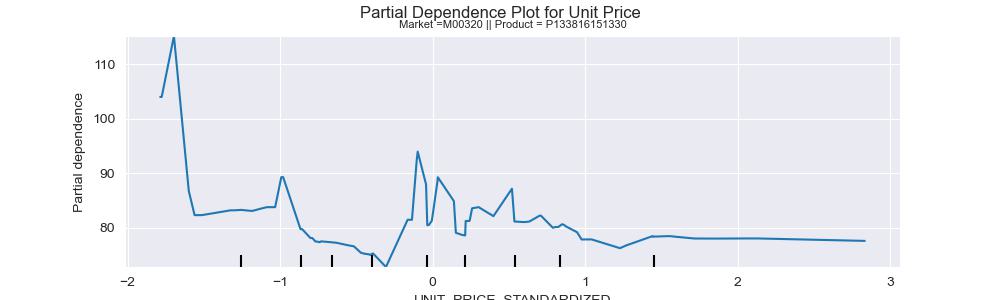 Partial Dependence Plot for Unit Price
Market =M00320 || Product = P133816151330
110
100
90
80
Partial dependence
−2 −1 0 1 2 3
UNIT_PRICE_STANDARDIZED